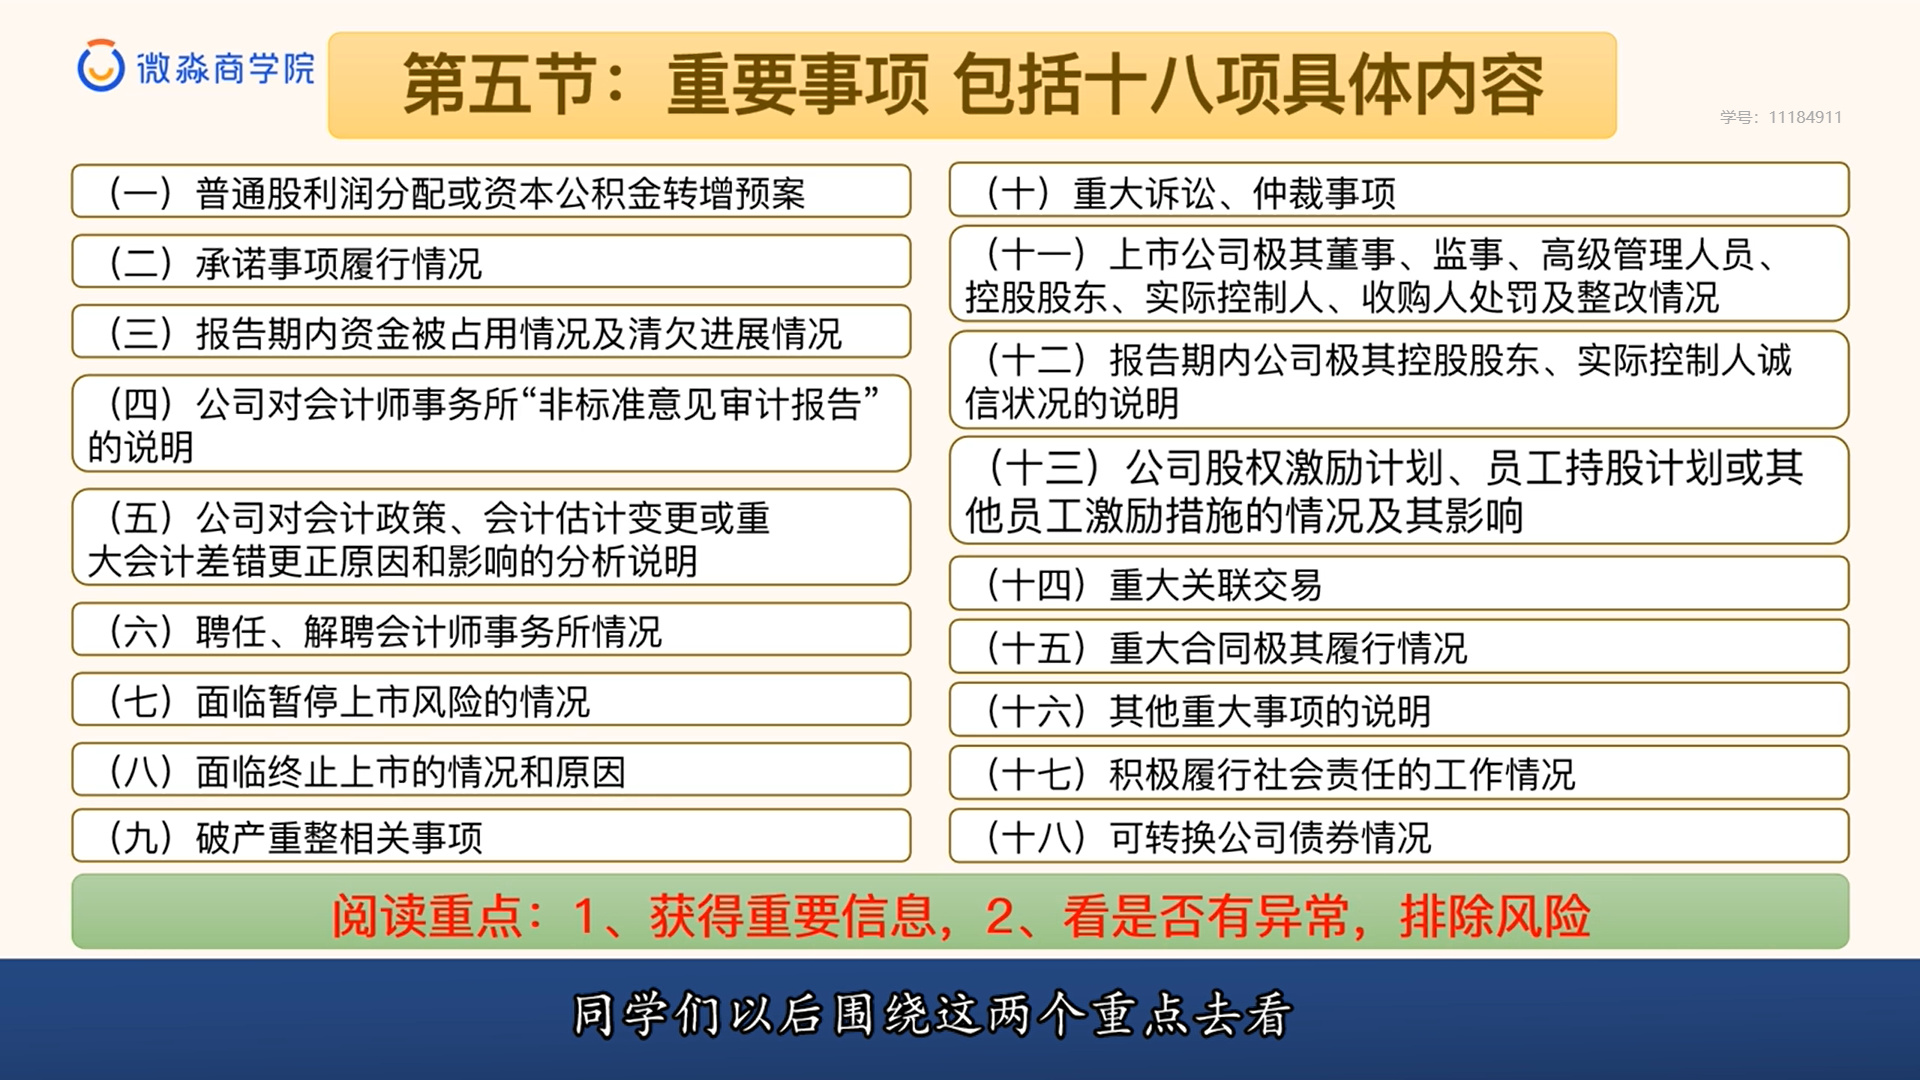 微淼商学院
第五节：重要事项 包括十八项具体内容
学号：11184911
（一）普通股利润分配或资本公积金转增预案
（二）承诺事项履行情况
（三）报告期内资金被占用情况及清欠进展情况
（四）公司对会计师事务所“非标准意见审计报告”
的说明
（五）公司对会计政策、会计估计变更或重
大会计差错更正原因和影响的分析说明
（六）聘任、解聘会计师事务所情况
（七）面临暂停上市风险的情况
（八）面临终止上市的情况和原因
（九）破产重整相关事项
（十）重大诉讼、仲裁事项
（十一）上市公司极其董事、监事、高级管理人员、
控股股东、实际控制人、收购人处罚及整改情况
（十二）报告期内公司极其控股股东、实际控制人诚
信状况的说明
（十三）公司股权激励计划、员工持股计划或其
他员工激励措施的情况及其影响
（十四）重大关联交易
（十五）重大合同极其履行情况
（十六）其他重大事项的说明
（十七）积极履行社会责任的工作情况
（十八）可转换公司债券情况
阅读重点：1、获得重要信息，2、看是否有异常，排除风险
同学们以后围绕这两个重点去看